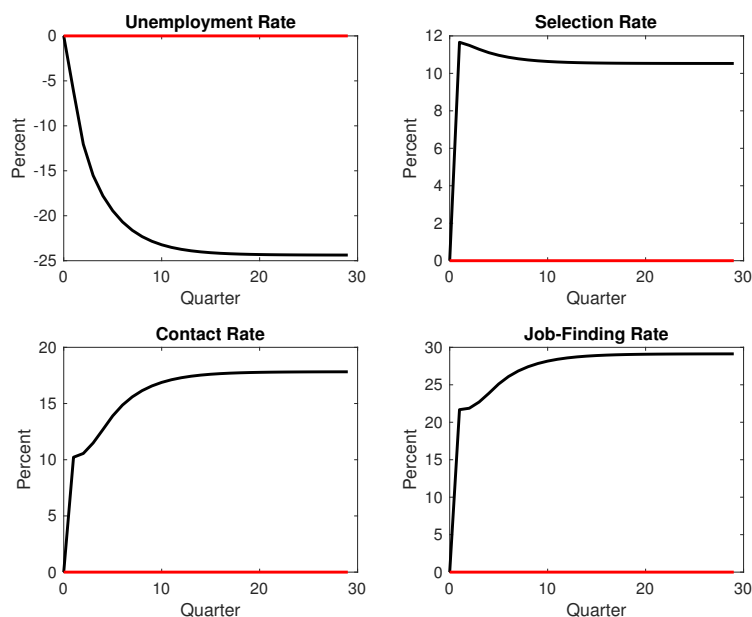 Unemployment Rate
0
-5
-10
-15
-20
-25
Percent
0 10 20 30
Quarter
Selection Rate
12
10
8
6
4
2
0
Percent
0 10 20 30
Quarter
Contact Rate
20
15
10
5
0
Percent
0 10 20 30
Quarter
Job-Finding Rate
30
25
20
15
10
5
0
Percent
0 10 20 30
Quarter